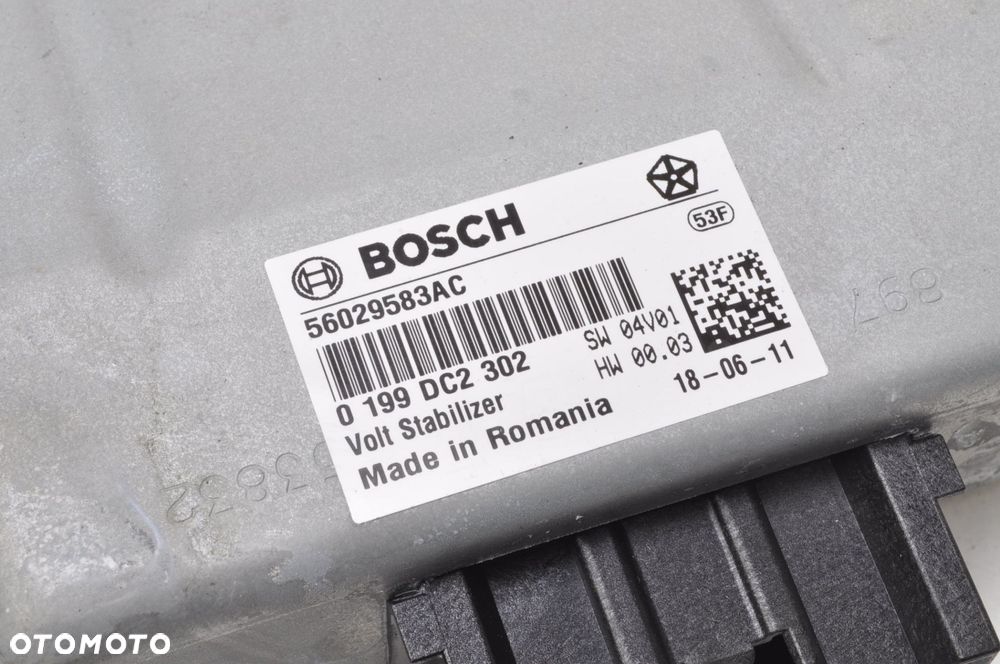 BOSCH
53F
56029583AC
SW 04V01
HW 00.03
0 199 DC2 302
18-06-11
Volt Stabilizer
Made in Romania
OTOMOTO